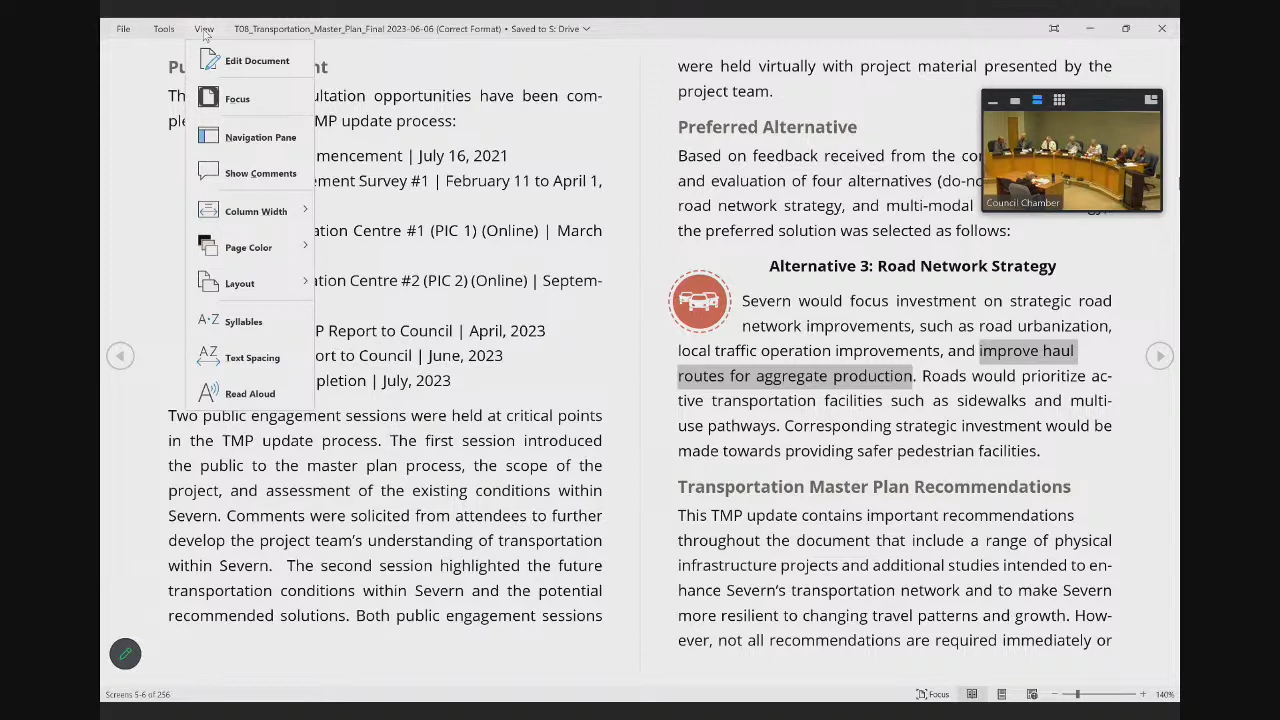 File Tools View T08_Transportation_Master_Plan_Final 2023-06-06 (Correct Format) • Saved to S: Drive
Edit Document
Focus
Navigation Pane
Show Comments
Column Width
Page Color
Layout
Syllables
Text Spacing
Read Aloud
Pu nt
Th ultation opportunities have been com-
ple MP update process:
mmencement | July 16, 2021
ement Survey #1 | February 11 to April 1,
ation Centre #1 (PIC 1) (Online) | March
ation Centre #2 (PIC 2) (Online) | Septem-
P Report to Council | April, 2023
port to Council | June, 2023
pletion | July, 2023
Two public engagement sessions were held at critical points
in the TMP update process. The first session introduced
the public to the master plan process, the scope of the
project, and assessment of the existing conditions within
Severn. Comments were solicited from attendees to further
develop the project team's understanding of transportation
within Severn. The second session highlighted the future
transportation conditions within Severn and the potential
recommended solutions. Both public engagement sessions
were held virtually with project material presented by the
project team.
Preferred Alternative
Based on feedback received from the co
and evaluation of four alternatives (do-no
road network strategy, and multi-modal
the preferred solution was selected as follows:
Council Chamber
Alternative 3: Road Network Strategy
Severn would focus investment on strategic road
network improvements, such as road urbanization,
local traffic operation improvements, and improve haul
routes for aggregate production. Roads would prioritize ac-
tive transportation facilities such as sidewalks and multi-
use pathways. Corresponding strategic investment would be
made towards providing safer pedestrian facilities.
Transportation Master Plan Recommendations
This TMP update contains important recommendations
throughout the document that include a range of physical
infrastructure projects and additional studies intended to en-
hance Severn's transportation network and to make Severn
more resilient to changing travel patterns and growth. How-
ever, not all recommendations are required immediately or
Screens 5-6 of 256
Focus
140%